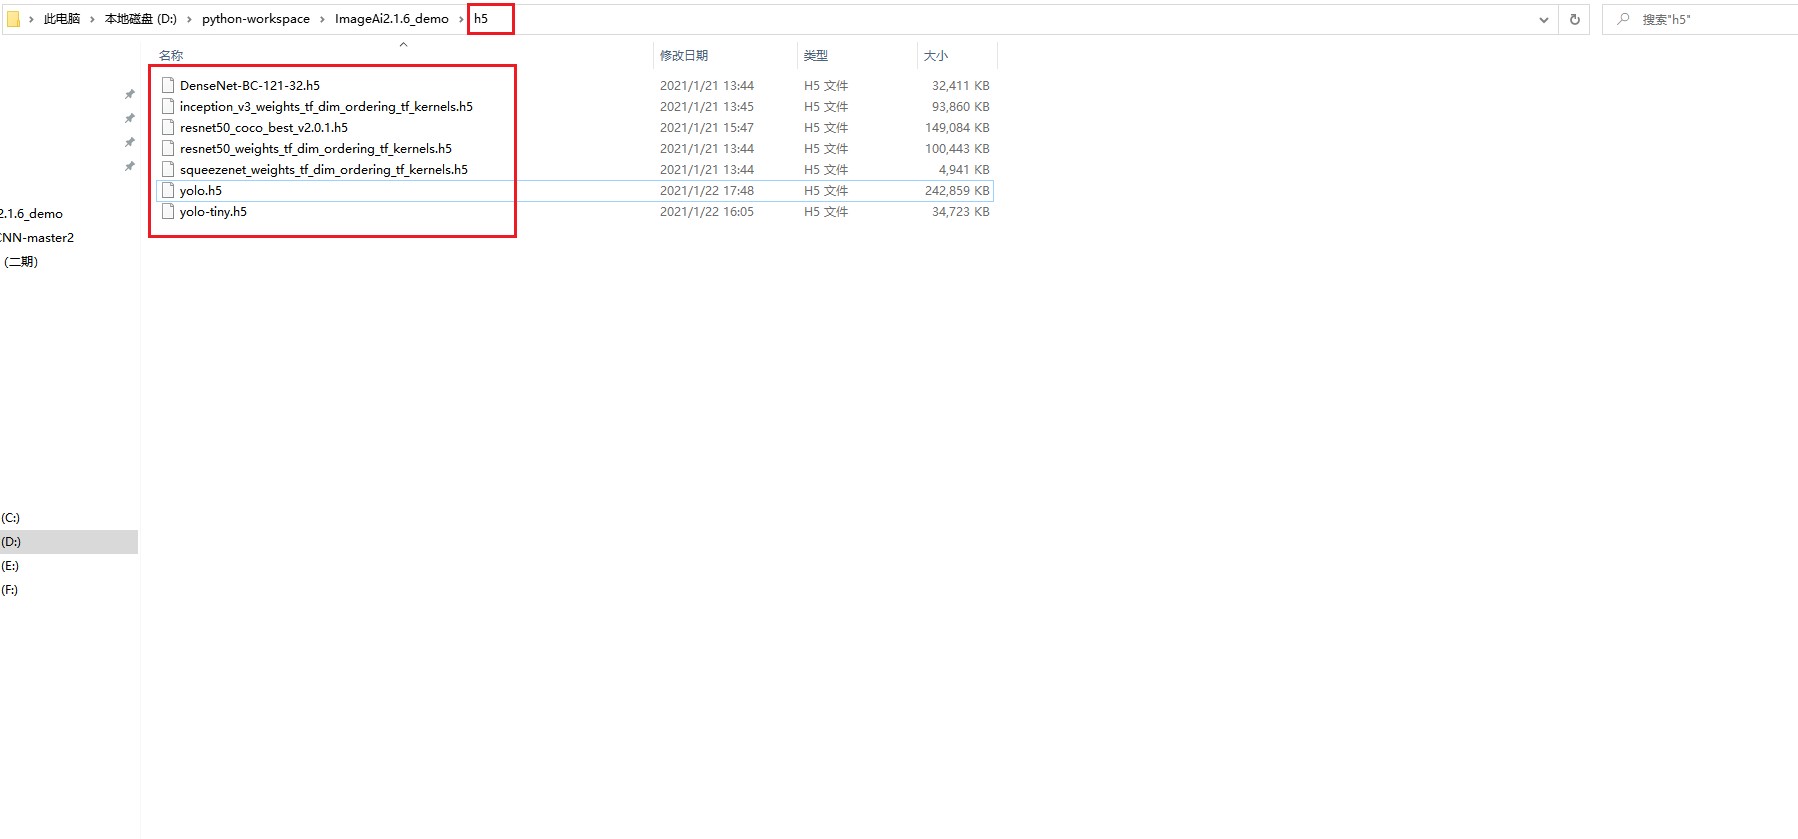 此电脑 › 本地磁盘 (D:) › python-workspace › ImageAi2.1.6_demo › h5 搜索"h5"
名称 修改日期 类型 大小
DenseNet-BC-121-32.h5 2021/1/21 13:44 H5 文件 32,411 KB
inception_v3_weights_tf_dim_ordering_tf_kernels.h5 2021/1/21 13:45 H5 文件 93,860 KB
resnet50_coco_best_v2.0.1.h5 2021/1/21 15:47 H5 文件 149,084 KB
resnet50_weights_tf_dim_ordering_tf_kernels.h5 2021/1/21 13:44 H5 文件 100,443 KB
squeezenet_weights_tf_dim_ordering_tf_kernels.h5 2021/1/21 13:44 H5 文件 4,941 KB
yolo.h5 2021/1/22 17:48 H5 文件 242,859 KB
yolo-tiny.h5 2021/1/22 16:05 H5 文件 34,723 KB
2.1.6_demo
CNN-master2
(二期)
(C:)
(D:)
(E:)
(F:)